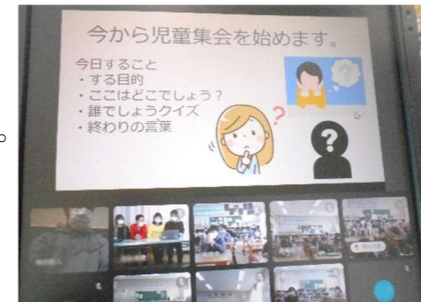 今から児童集会を始めます。
今日すること
・する目的
・ここはどこでしょう?
・誰でしょうクイズ
・終わりの言葉
?
?
?